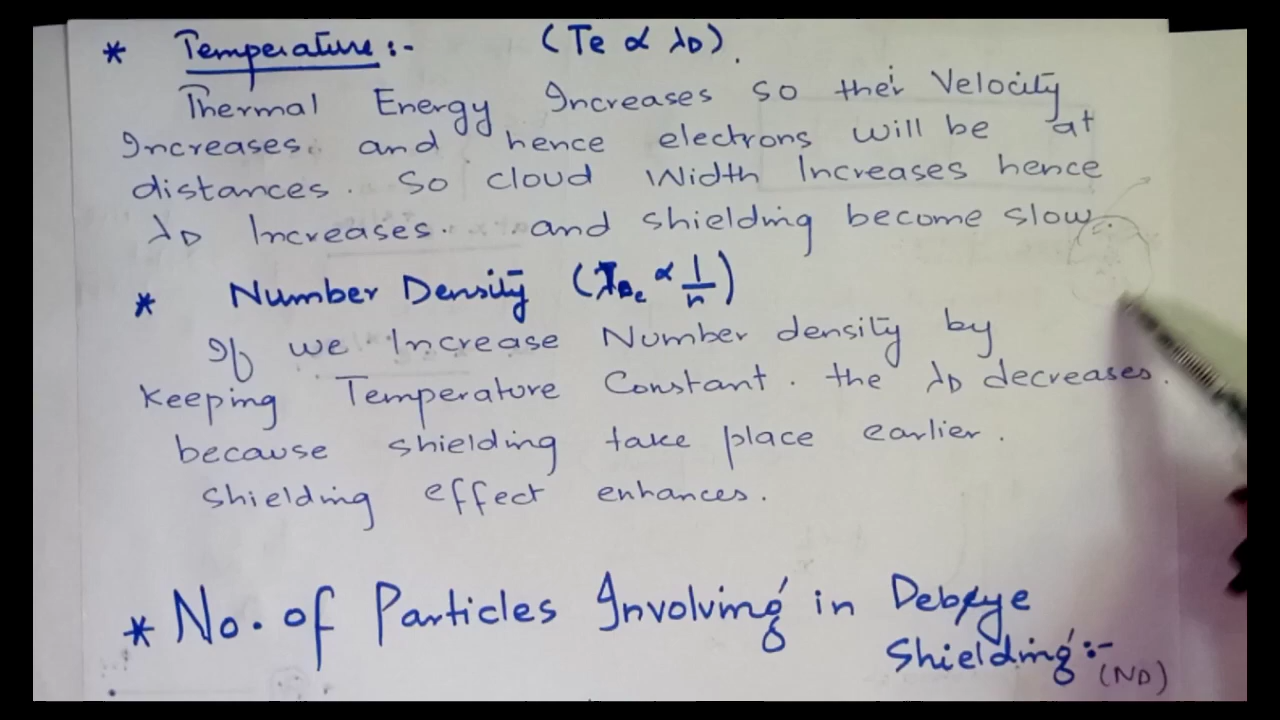 * Temperature :- (Te ∝ λD).
Thermal Energy Increases so their Velocity
Increases. and hence electrons will be at
distances. So cloud Width Increases hence
λD Increases. and shielding become slow.
* Number Density (λDe ∝ 1/n)
If we Increase Number density by
keeping Temperature Constant. the λD decreases.
because shielding take place earlier.
shielding effect enhances.
* No. of Particles Involving in Debye
Shielding :- (ND)